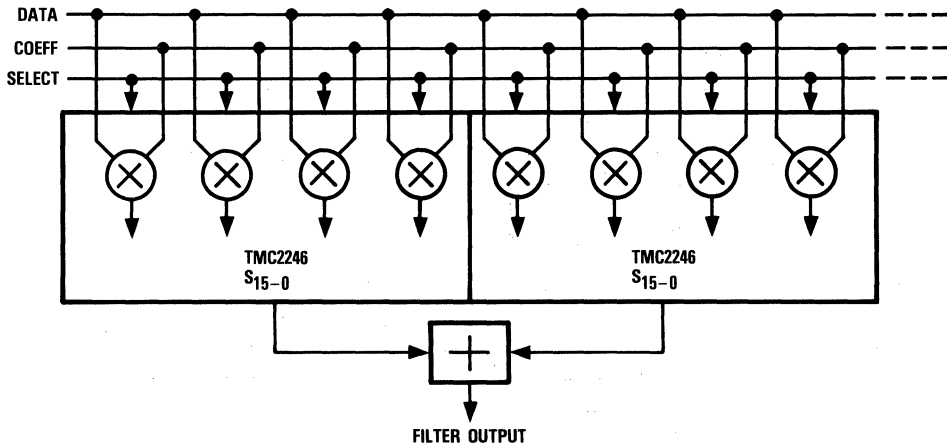 DATA
COEFF
SELECT
TMC2246
S15-0
TMC2246
S15-0
FILTER OUTPUT